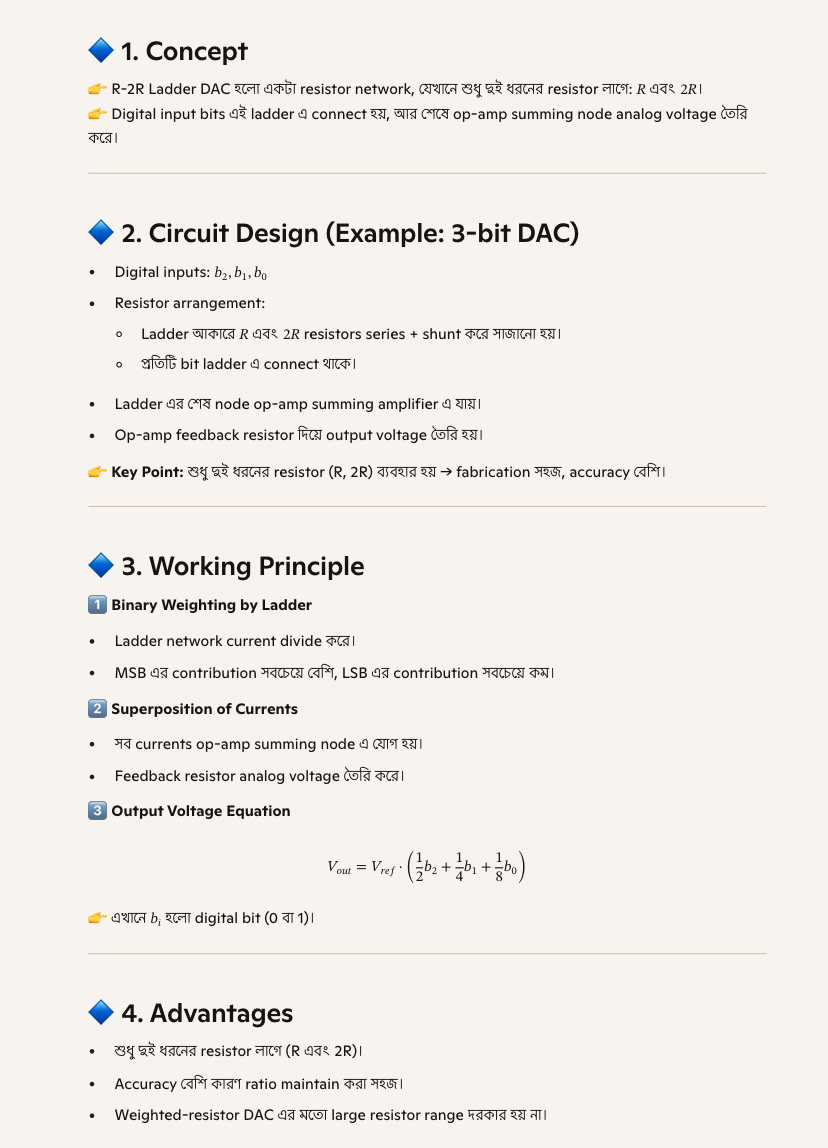 🔷 1. Concept
👉 R-2R Ladder DAC হলো একটা resistor network, যেখানে শুধু দুই ধরনের resistor লাগে: R এবং 2R।
👉 Digital input bits এই ladder এ connect হয়, আর শেষে op-amp summing node analog voltage তৈরি
করে।
🔷 2. Circuit Design (Example: 3-bit DAC)
• Digital inputs: b₂, b₁, b₀
• Resistor arrangement:
◦ Ladder আকারে R এবং 2R resistors series + shunt করে সাজানো হয়।
◦ প্রতিটি bit ladder এ connect থাকে।
• Ladder এর শেষ node op-amp summing amplifier এ যায়।
• Op-amp feedback resistor দিয়ে output voltage তৈরি হয়।
👉 Key Point: শুধু দুই ধরনের resistor (R, 2R) ব্যবহার হয় → fabrication সহজ, accuracy বেশি।
🔷 3. Working Principle
1️⃣ Binary Weighting by Ladder
• Ladder network current divide করে।
• MSB এর contribution সবচেয়ে বেশি, LSB এর contribution সবচেয়ে কম।
2️⃣ Superposition of Currents
• সব currents op-amp summing node এ যোগ হয়।
• Feedback resistor analog voltage তৈরি করে।
3️⃣ Output Voltage Equation
V_out = V_ref · (1/2 b₂ + 1/4 b₁ + 1/8 b₀)
👉 এখানে bᵢ হলো digital bit (0 বা 1)।
🔷 4. Advantages
• শুধু দুই ধরনের resistor লাগে (R এবং 2R)।
• Accuracy বেশি কারণ ratio maintain করা সহজ।
• Weighted-resistor DAC এর মতো large resistor range দরকার হয় না।